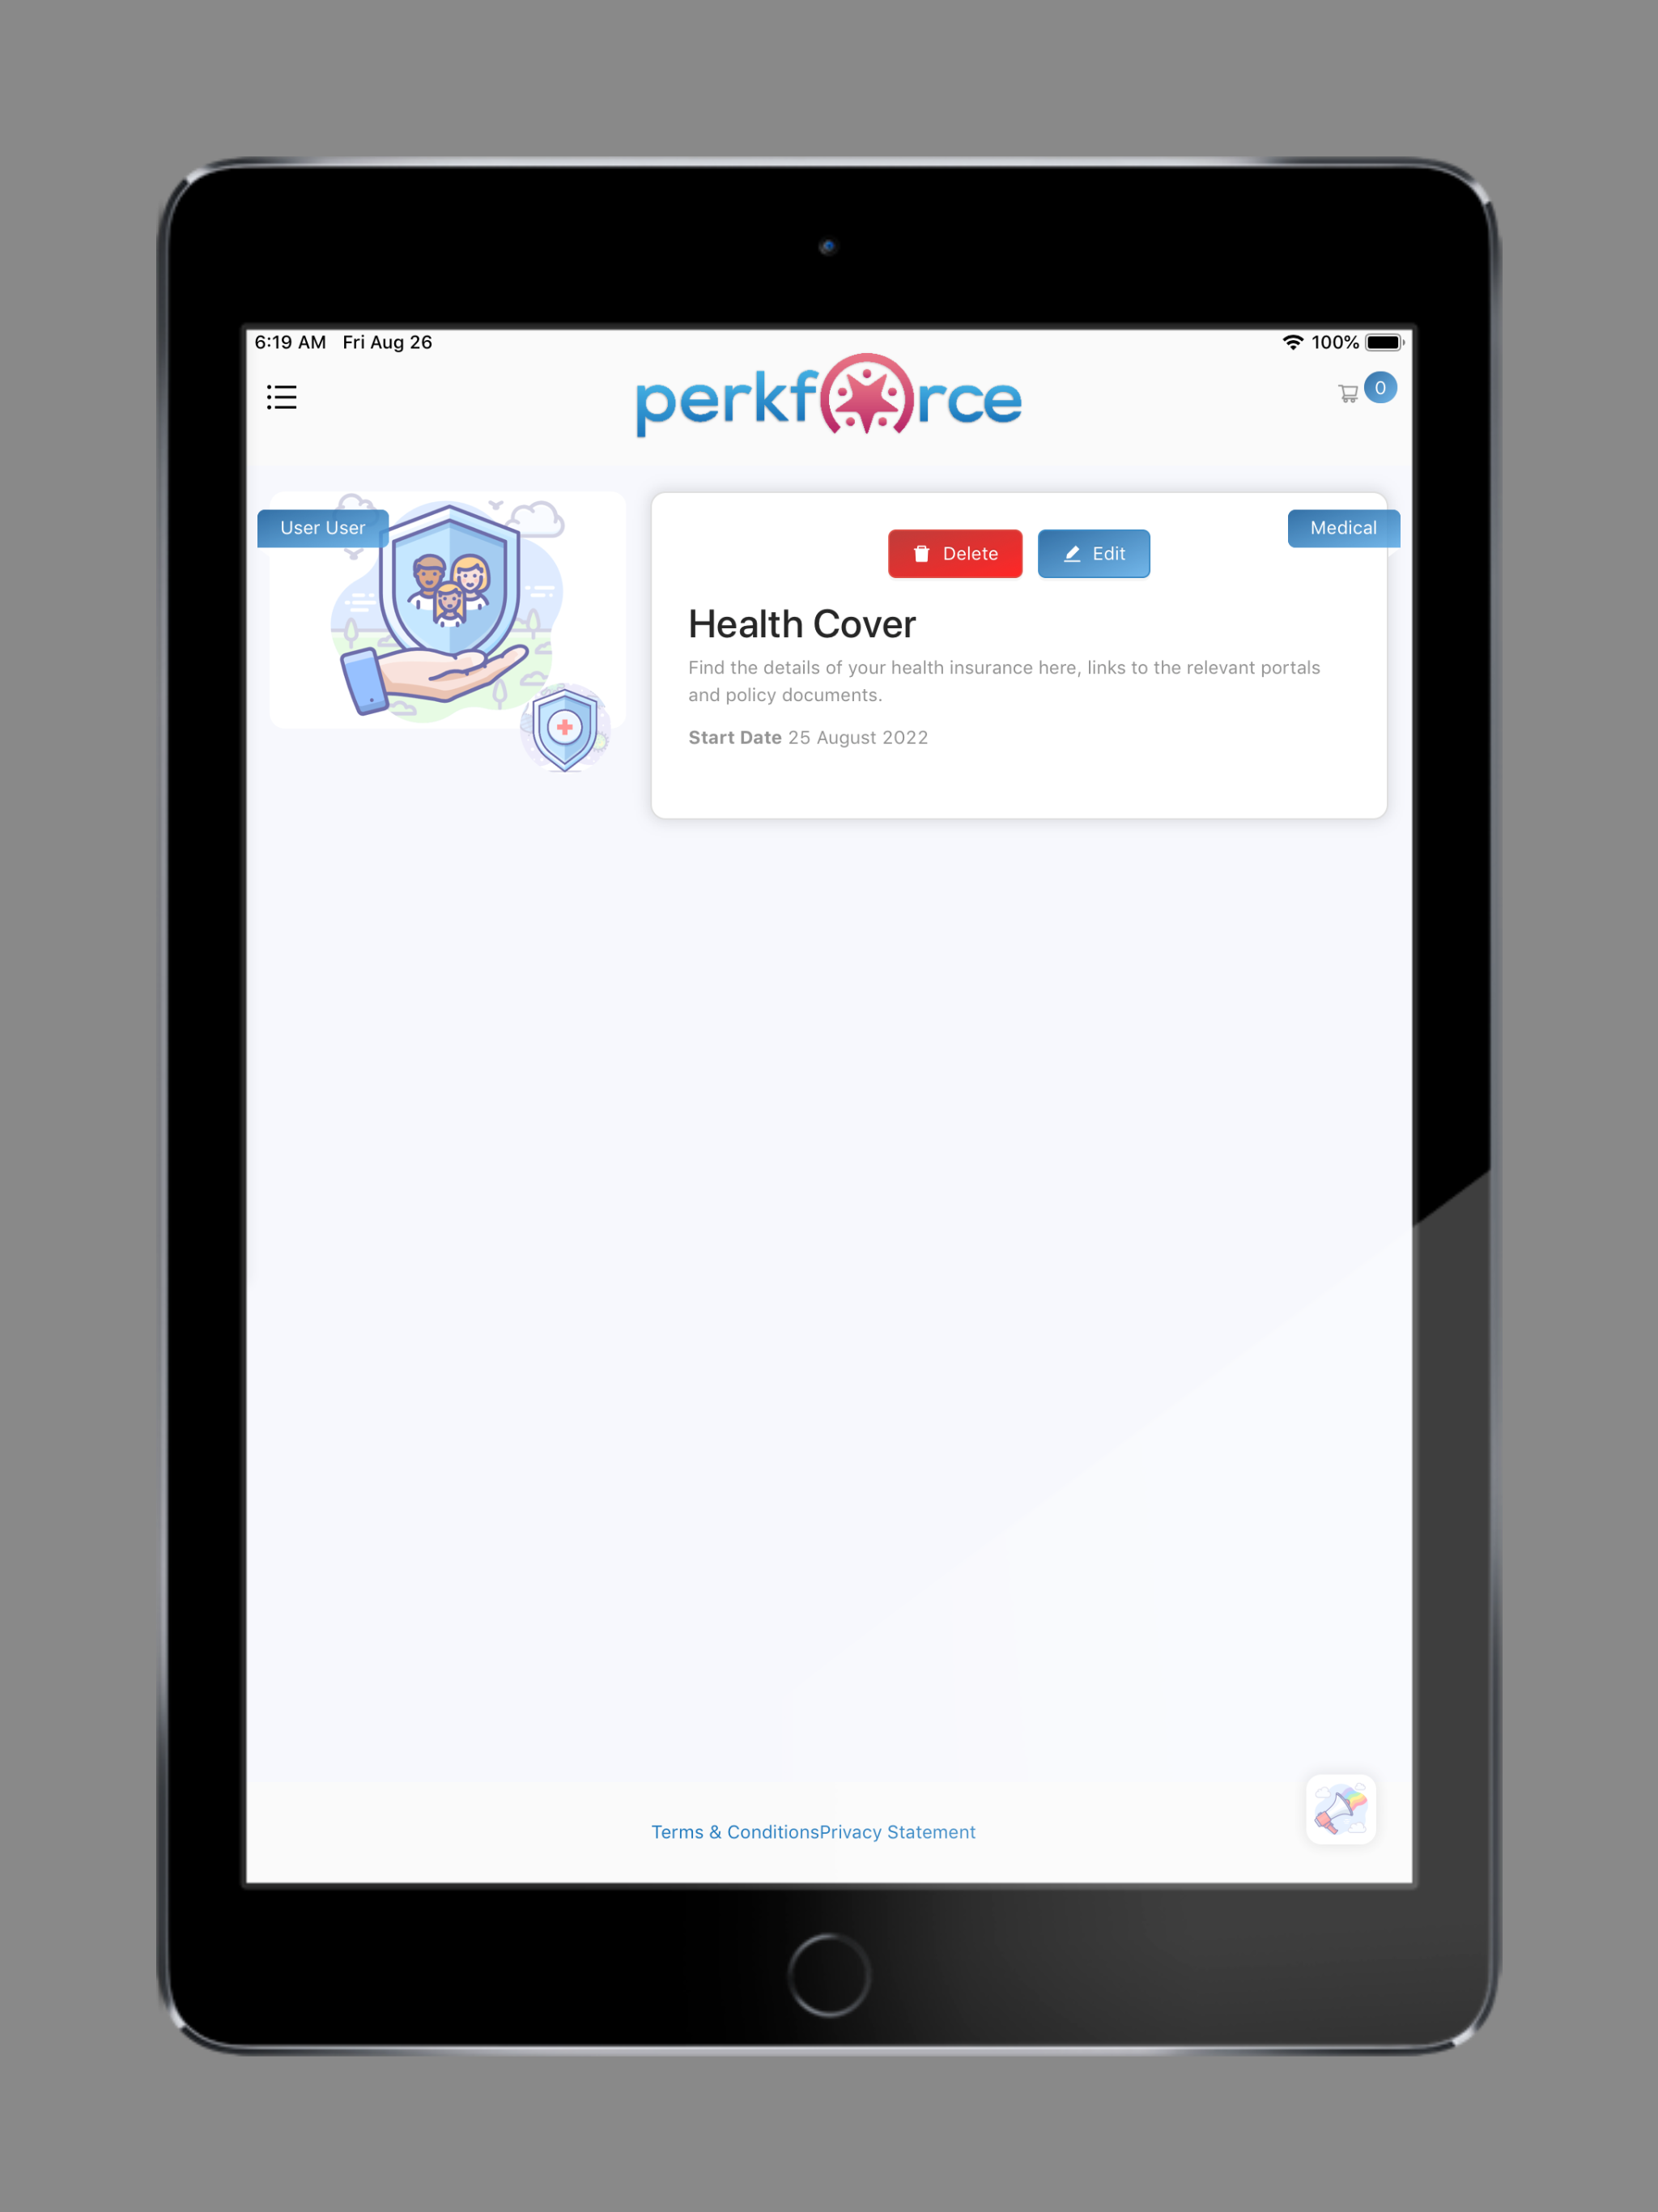 6:19 AM Fri Aug 26
100%
perkforce
0
User User
Medical
Delete
Edit
Health Cover
Find the details of your health insurance here, links to the relevant portals
and policy documents.
Start Date 25 August 2022
Terms & ConditionsPrivacy Statement